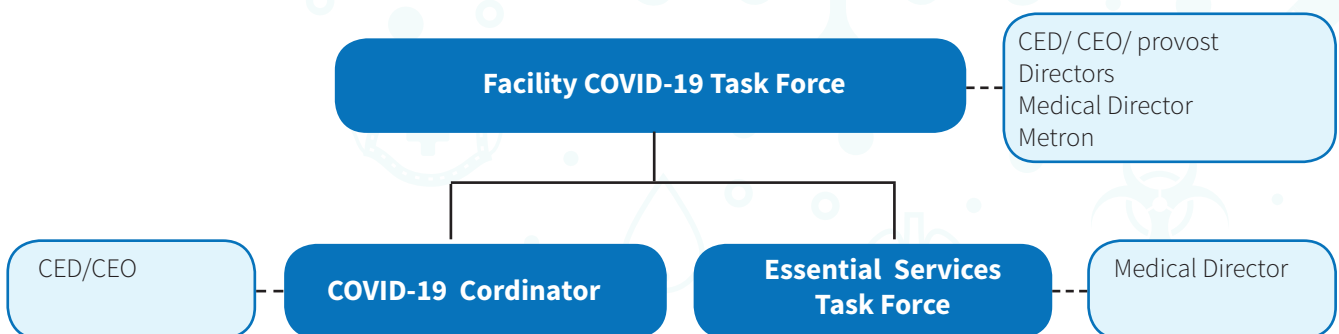 Facility COVID-19 Task Force
CED/ CEO/ provost
Directors
Medical Director
Metron
CED/CEO
COVID-19 Cordinator
Essential Services
Task Force
Medical Director